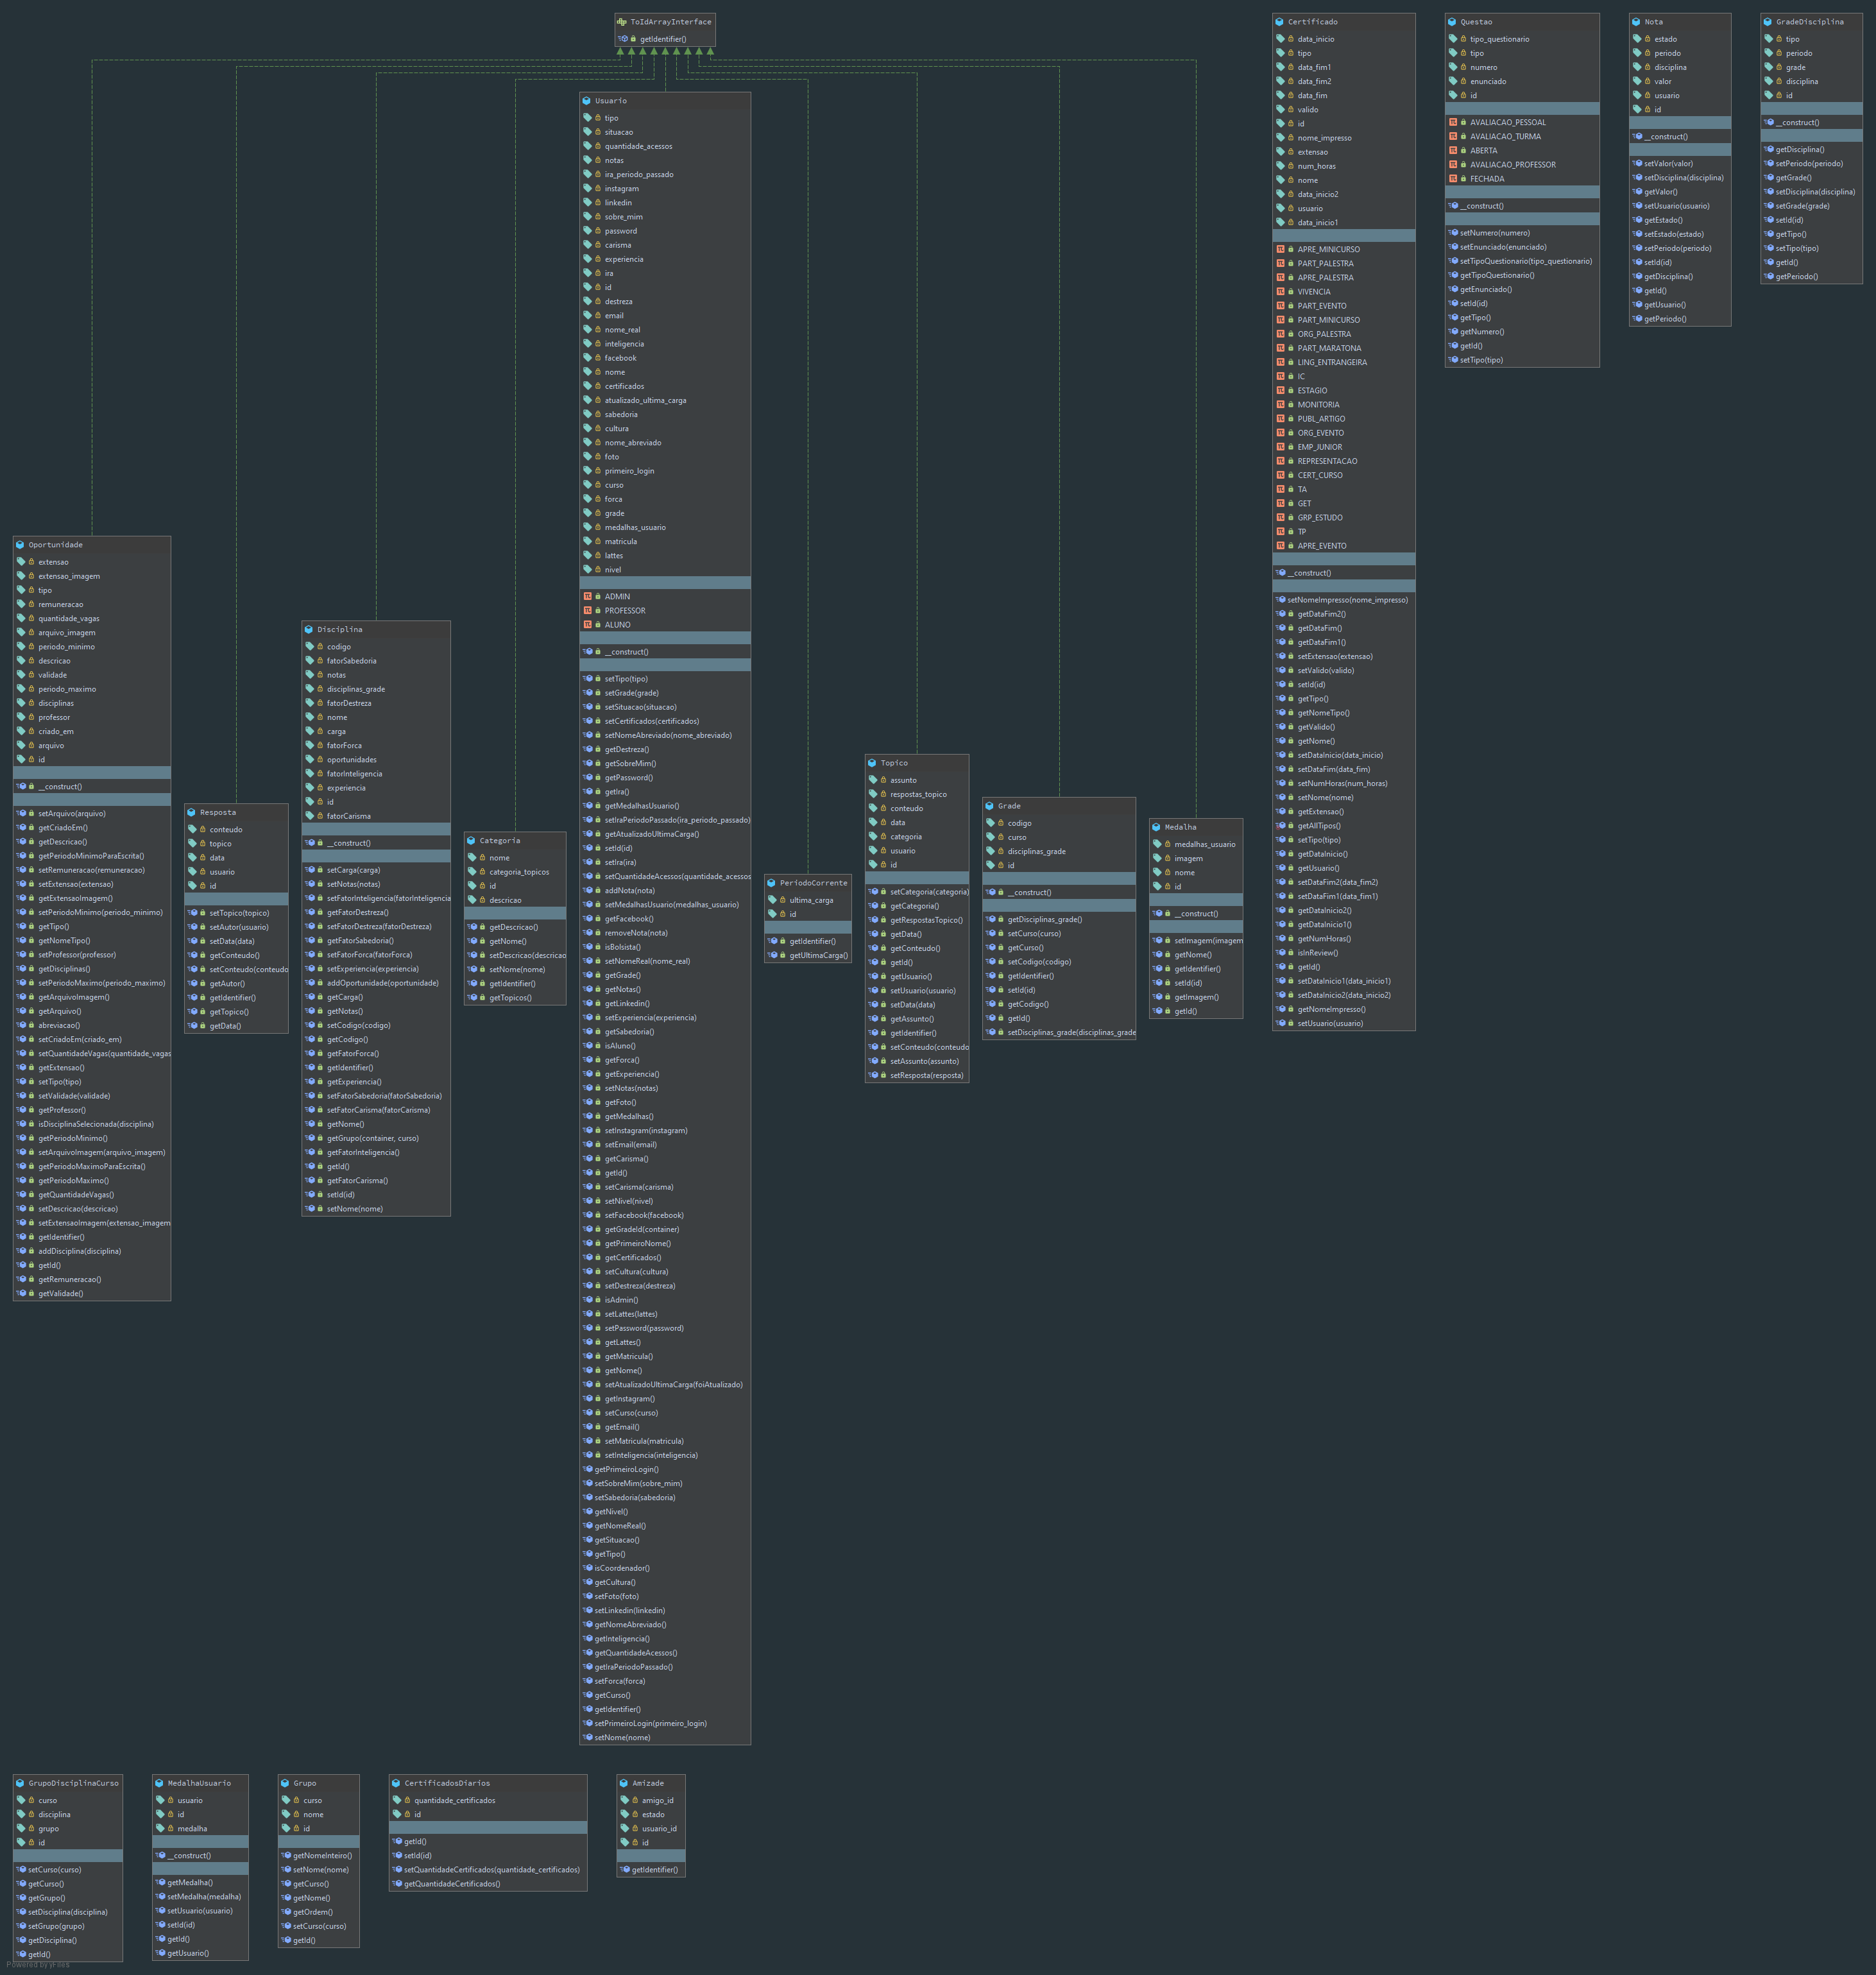 ToIdArrayInterface
getIdentifier()
Usuario
tipo
situacao
quantidade_acessos
notas
ira_periodo_passado
instagram
linkedin
sobre_mim
password
carisma
experiencia
ira
id
destreza
email
nome_real
inteligencia
facebook
nome
certificados
atualizado_ultima_carga
sabedoria
cultura
nome_abreviado
foto
primeiro_login
curso
forca
grade
medalhas_usuario
matricula
lattes
nivel
ADMIN
PROFESSOR
ALUNO
__construct()
setTipo(tipo)
setGrade(grade)
setSituacao(situacao)
setCertificados(certificados)
setNomeAbreviado(nome_abreviado)
getDestreza()
getSobreMim()
getPassword()
getIra()
getMedalhasUsuario()
setIraPeriodoPassado(ira_periodo_passado)
getAtualizadoUltimaCarga()
setId(id)
setIra(ira)
setQuantidadeAcessos(quantidade_acessos
addNota(nota)
setMedalhasUsuario(medalhas_usuario)
getFacebook()
removeNota(nota)
isBolsista()
setNomeReal(nome_real)
getGrade()
getNotas()
getLinkedin()
setExperiencia(experiencia)
getSabedoria()
isAluno()
getForca()
getExperiencia()
setNotas(notas)
getFoto()
getMedalhas()
setInstagram(instagram)
setEmail(email)
getCarisma()
getId()
setCarisma(carisma)
setNivel(nivel)
setFacebook(facebook)
getGradeId(container)
getPrimeiroNome()
getCertificados()
setCultura(cultura)
setDestreza(destreza)
isAdmin()
setLattes(lattes)
setPassword(password)
getLattes()
getMatricula()
getNome()
setAtualizadoUltimaCarga(foiAtualizado)
getInstagram()
setCurso(curso)
getEmail()
setMatricula(matricula)
setInteligencia(inteligencia)
getPrimeiroLogin()
setSobreMim(sobre_mim)
setSabedoria(sabedoria)
getNivel()
getNomeReal()
getSituacao()
getTipo()
isCoordenador()
getCultura()
setFoto(foto)
setLinkedin(linkedin)
getNomeAbreviado()
getInteligencia()
getQuantidadeAcessos()
getIraPeriodoPassado()
setForca(forca)
getCurso()
getIdentifier()
setPrimeiroLogin(primeiro_login)
setNome(nome)
Certificado
data_inicio
tipo
data_fim1
data_fim2
data_fim
valido
id
nome_impresso
extensao
num_horas
nome
data_inicio2
usuario
data_inicio1
APRE_MINICURSO
PART_PALESTRA
APRE_PALESTRA
VIVENCIA
PART_EVENTO
PART_MINICURSO
ORG_PALESTRA
PART_MARATONA
LING_ENTRANGEIRA
IC
ESTAGIO
MONITORIA
PUBL_ARTIGO
ORG_EVENTO
EMP_JUNIOR
REPRESENTACAO
CERT_CURSO
TA
GET
GRP_ESTUDO
TP
APRE_EVENTO
__construct()
setNomeImpresso(nome_impresso)
getDataFim2()
getDataFim()
getDataFim1()
setExtensao(extensao)
setValido(valido)
setId(id)
getTipo()
getNomeTipo()
getValido()
getNome()
setDataInicio(data_inicio)
setDataFim(data_fim)
setNumHoras(num_horas)
setNome(nome)
getExtensao()
getAllTipos()
setTipo(tipo)
getDataInicio()
getUsuario()
setDataFim2(data_fim2)
setDataFim1(data_fim1)
getDataInicio2()
getDataInicio1()
getNumHoras()
isInReview()
getId()
setDataInicio1(data_inicio1)
setDataInicio2(data_inicio2)
getNomeImpresso()
setUsuario(usuario)
Questao
tipo_questionario
tipo
numero
enunciado
id
AVALIACAO_PESSOAL
AVALIACAO_TURMA
ABERTA
AVALIACAO_PROFESSOR
FECHADA
__construct()
setNumero(numero)
setEnunciado(enunciado)
setTipoQuestionario(tipo_questionario)
getTipoQuestionario()
getEnunciado()
setId(id)
getTipo()
getNumero()
getId()
setTipo(tipo)
Nota
estado
periodo
disciplina
valor
usuario
id
__construct()
setValor(valor)
setDisciplina(disciplina)
getValor()
setUsuario(usuario)
getEstado()
setEstado(estado)
setPeriodo(periodo)
setId(id)
getDisciplina()
getId()
getUsuario()
getPeriodo()
GradeDisciplina
tipo
periodo
grade
disciplina
id
__construct()
getDisciplina()
setPeriodo(periodo)
getGrade()
setDisciplina(disciplina)
setGrade(grade)
setId(id)
getTipo()
setTipo(tipo)
getId()
getPeriodo()
Oportunidade
extensao
extensao_imagem
tipo
remuneracao
quantidade_vagas
arquivo_imagem
periodo_minimo
descricao
validade
periodo_maximo
disciplinas
professor
criado_em
arquivo
id
__construct()
setArquivo(arquivo)
getCriadoEm()
getDescricao()
getPeriodoMinimoParaEscrita()
setRemuneracao(remuneracao)
setExtensao(extensao)
getExtensaoImagem()
setPeriodoMinimo(periodo_minimo)
getTipo()
getNomeTipo()
setProfessor(professor)
getDisciplinas()
setPeriodoMaximo(periodo_maximo)
getArquivoImagem()
getArquivo()
abreviacao()
setCriadoEm(criado_em)
setQuantidadeVagas(quantidade_vagas
getExtensao()
setTipo(tipo)
setValidade(validade)
getProfessor()
isDisciplinaSelecionada(disciplina)
getPeriodoMinimo()
setArquivoImagem(arquivo_imagem)
getPeriodoMaximoParaEscrita()
getPeriodoMaximo()
getQuantidadeVagas()
setDescricao(descricao)
setExtensaoImagem(extensao_imagem
getIdentifier()
addDisciplina(disciplina)
getId()
getRemuneracao()
getValidade()
Resposta
conteudo
topico
data
usuario
id
setTopico(topico)
setAutor(usuario)
setData(data)
getConteudo()
setConteudo(conteudo
getAutor()
getIdentifier()
getTopico()
getData()
Disciplina
codigo
fatorSabedoria
notas
disciplinas_grade
fatorDestreza
nome
carga
fatorForca
oportunidades
fatorInteligencia
experiencia
id
fatorCarisma
__construct()
setCarga(carga)
setNotas(notas)
setFatorInteligencia(fatorInteligencia
getFatorDestreza()
setFatorDestreza(fatorDestreza)
getFatorSabedoria()
setFatorForca(fatorForca)
setExperiencia(experiencia)
addOportunidade(oportunidade)
getCarga()
getNotas()
setCodigo(codigo)
getCodigo()
getFatorForca()
getIdentifier()
getExperiencia()
setFatorSabedoria(fatorSabedoria)
setFatorCarisma(fatorCarisma)
getNome()
getGrupo(container, curso)
getFatorInteligencia()
getId()
getFatorCarisma()
setId(id)
setNome(nome)
Categoria
nome
categoria_topicos
id
descricao
getDescricao()
getNome()
setDescricao(descricao
setNome(nome)
getIdentifier()
getTopicos()
PeriodoCorrente
ultima_carga
id
getIdentifier()
getUltimaCarga()
Topico
assunto
respostas_topico
conteudo
data
categoria
usuario
id
setCategoria(categoria)
getCategoria()
getRespostasTopico()
getData()
getConteudo()
getId()
getUsuario()
setUsuario(usuario)
setData(data)
getAssunto()
getIdentifier()
setConteudo(conteudo
setAssunto(assunto)
setResposta(resposta)
Grade
codigo
curso
disciplinas_grade
id
__construct()
getDisciplinas_grade()
setCurso(curso)
getCurso()
setCodigo(codigo)
getIdentifier()
setId(id)
getCodigo()
getId()
setDisciplinas_grade(disciplinas_grade
Medalha
medalhas_usuario
imagem
nome
id
__construct()
setImagem(imagem
getNome()
getIdentifier()
setId(id)
getImagem()
getId()
GrupoDisciplinaCurso
curso
disciplina
grupo
id
setCurso(curso)
getCurso()
getGrupo()
setDisciplina(disciplina)
setGrupo(grupo)
getDisciplina()
getId()
MedalhaUsuario
usuario
id
medalha
__construct()
getMedalha()
setMedalha(medalha)
setUsuario(usuario)
setId(id)
getId()
getUsuario()
Grupo
curso
nome
id
getNomeInteiro()
setNome(nome)
getCurso()
getNome()
getOrdem()
setCurso(curso)
getId()
CertificadosDiarios
quantidade_certificados
id
getId()
setId(id)
setQuantidadeCertificados(quantidade_certificados)
getQuantidadeCertificados()
Amizade
amigo_id
estado
usuario_id
id
getIdentifier()
Powered by yFiles